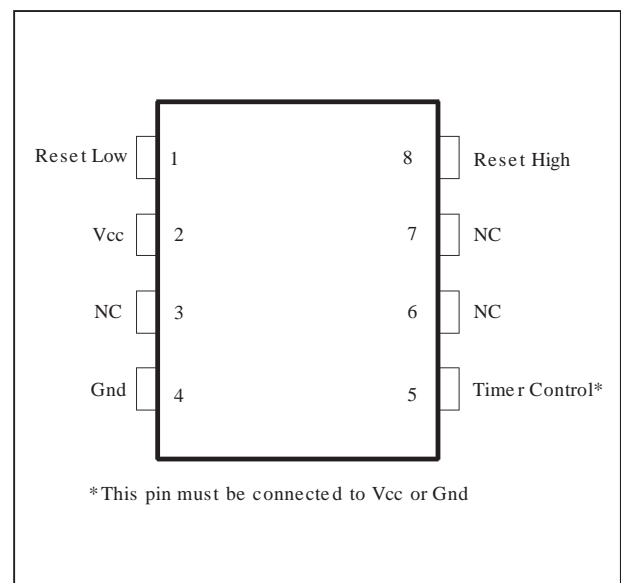 Reset Low 1 8 Reset High
Vcc 2 7 NC
NC 3 6 NC
Gnd 4 5 Timer Control*
*This pin must be connected to Vcc or Gnd